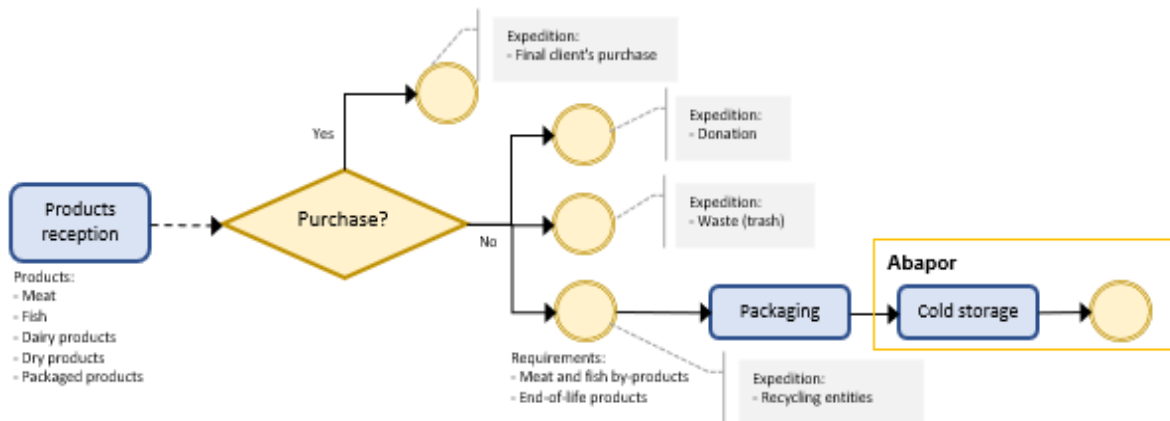 Expedition:
- Final client's purchase
Expedition:
- Donation
Yes
Products
reception
Purchase?
No
Expedition:
- Waste (trash)
Products:
- Meat
- Fish
- Dairy products
- Dry products
- Packaged products
Abapor
Packaging
Cold storage
Requirements:
- Meat and fish by-products
- End-of-life products
Expedition:
- Recycling entities